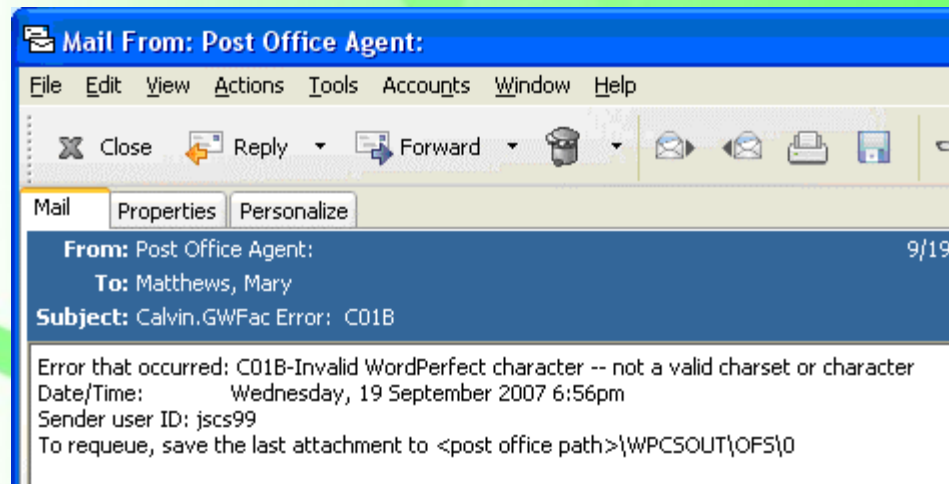 Mail From: Post Office Agent:
File Edit View Actions Tools Accounts Window Help
Close Reply Forward
Mail Properties Personalize
From: Post Office Agent: 9/19
To: Matthews, Mary
Subject: Calvin.GWFac Error: C01B
Error that occurred: C01B-Invalid WordPerfect character -- not a valid charset or character
Date/Time: Wednesday, 19 September 2007 6:56pm
Sender user ID: jscs99
To requeue, save the last attachment to <post office path>\WPCSOUT\OFS\0